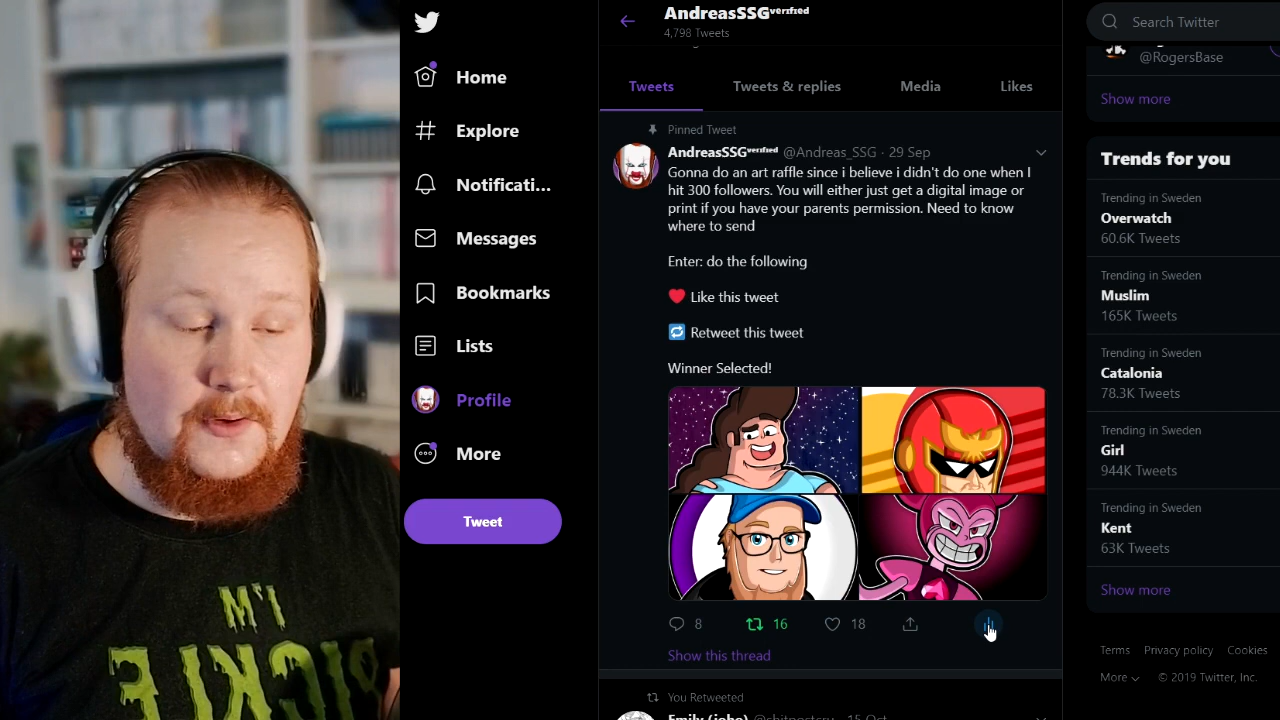 AndreasSSGᵛᵉʳᶦᶠᶦᵉᵈ
4,798 Tweets
Search Twitter
@RogersBase
Show more
Home
Explore
Notificati...
Messages
Bookmarks
Lists
Profile
More
Tweet
Tweets
Tweets & replies
Media
Likes
Pinned Tweet
AndreasSSGᵛᵉʳᶦᶠᶦᵉᵈ @Andreas_SSG · 29 Sep
Gonna do an art raffle since i believe i didn't do one when I
hit 300 followers. You will either just get a digital image or
print if you have your parents permission. Need to know
where to send
Enter: do the following
❤️ Like this tweet
🔁 Retweet this tweet
Winner Selected!
8
16
18
Show this thread
You Retweeted
Trends for you
Trending in Sweden
Overwatch
60.6K Tweets
Trending in Sweden
Muslim
165K Tweets
Trending in Sweden
Catalonia
78.3K Tweets
Trending in Sweden
Girl
944K Tweets
Trending in Sweden
Kent
63K Tweets
Show more
Terms Privacy policy Cookies
More © 2019 Twitter, Inc.
I'M